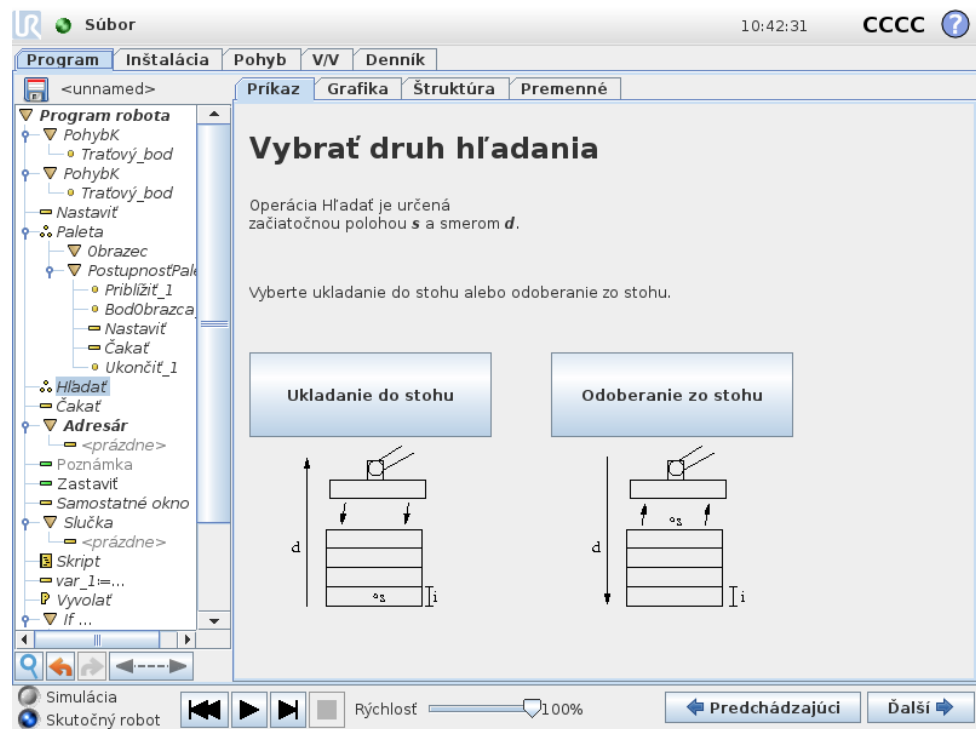 UR Súbor 10:42:31 CCCC ?
Program Inštalácia Pohyb V/V Denník
<unnamed>
Príkaz Grafika Štruktúra Premenné
Program robota
PohybK
Traťový_bod
PohybK
Traťový_bod
Nastaviť
Paleta
Obrazec
PostupnosťPale
Priblížiť_1
BodObrazca_
Nastaviť
Čakať
Ukončiť_1
Hľadať
Čakať
Adresár
<prázdne>
Poznámka
Zastaviť
Samostatné okno
Slučka
<prázdne>
Skript
var_1:=...
P Vyvolať
If ...
Vybrať druh hľadania
Operácia Hľadať je určená
začiatočnou polohou s a smerom d.
Vyberte ukladanie do stohu alebo odoberanie zo stohu.
Ukladanie do stohu Odoberanie zo stohu
d s i
d s i
Simulácia
Skutočný robot
Rýchlosť 100%
Predchádzajúci Ďalší